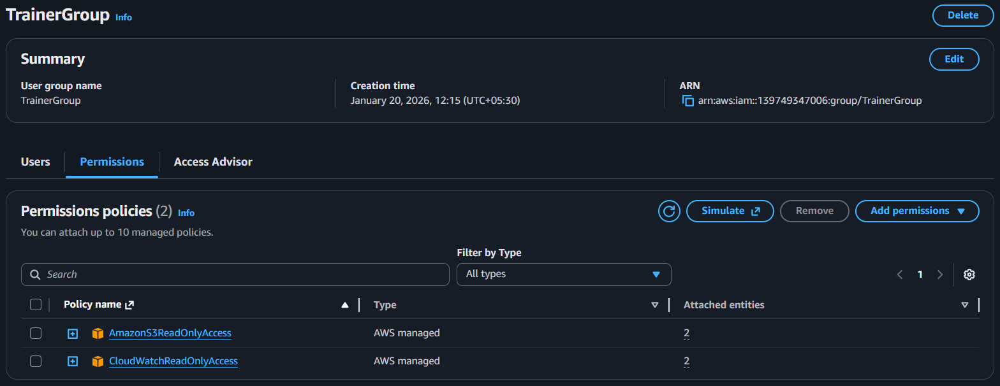 TrainerGroup Info
Delete
Summary
Edit
User group name
TrainerGroup
Creation time
January 20, 2026, 12:15 (UTC+05:30)
ARN
arn:aws:iam::139749347006:group/TrainerGroup
Users Permissions Access Advisor
Permissions policies (2) Info
Simulate Remove Add permissions
You can attach up to 10 managed policies.
Filter by Type
Search
All types
1
Policy name Type Attached entities
AmazonS3ReadOnlyAccess AWS managed 2
CloudWatchReadOnlyAccess AWS managed 2